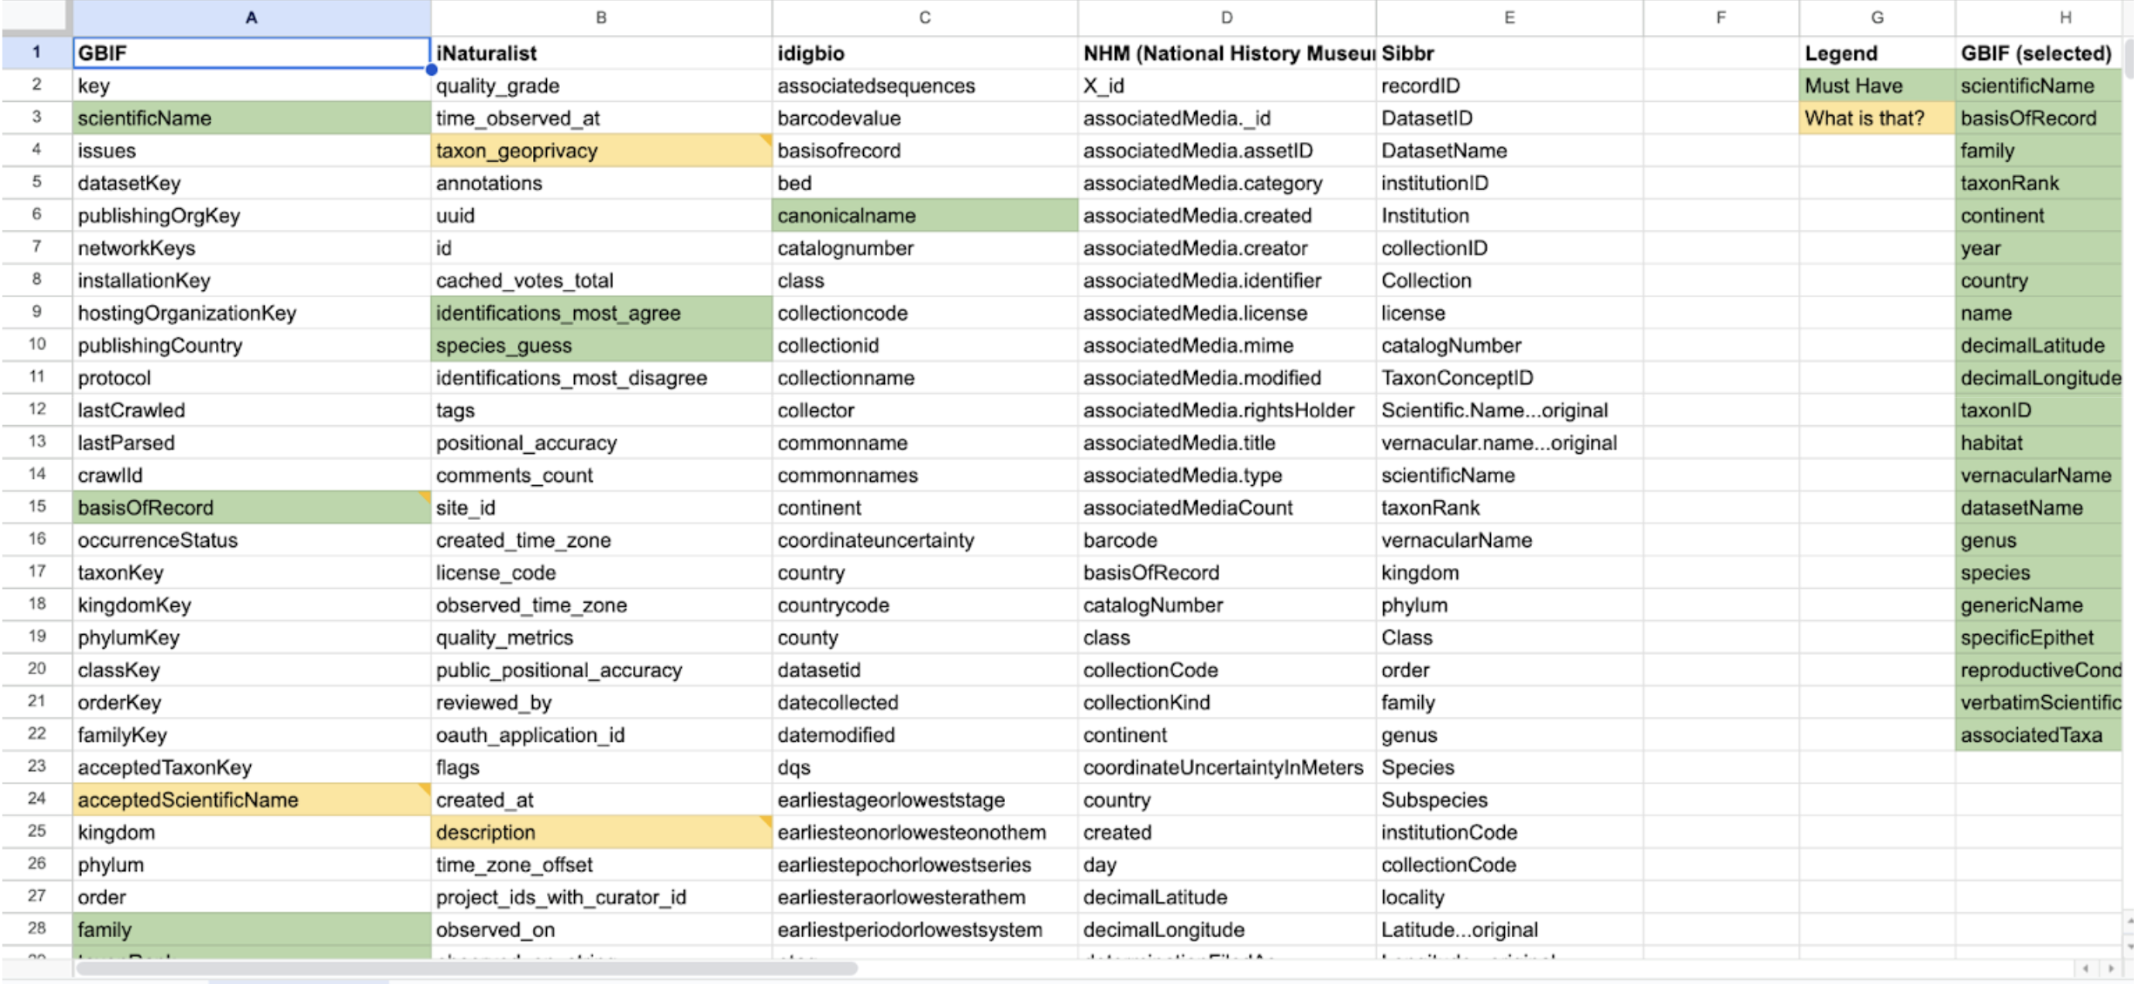 A B C D E F G H
1 GBIF iNaturalist idigbio NHM (National History Museu Sibbr Legend GBIF (selected)
2 key quality_grade associatedsequences X_id recordID Must Have scientificName
3 scientificName time_observed_at barcodevalue associatedMedia._id DatasetID What is that? basisOfRecord
4 issues taxon_geoprivacy basisofrecord associatedMedia.assetID DatasetName family
5 datasetKey annotations bed associatedMedia.category institutionID taxonRank
6 publishingOrgKey uuid canonicalname associatedMedia.created Institution continent
7 networkKeys id catalognumber associatedMedia.creator collectionID year
8 installationKey cached_votes_total class associatedMedia.identifier Collection country
9 hostingOrganizationKey identifications_most_agree collectioncode associatedMedia.license license name
10 publishingCountry species_guess collectionid associatedMedia.mime catalogNumber decimalLatitude
11 protocol identifications_most_disagree collectionname associatedMedia.modified TaxonConceptID decimalLongitude
12 lastCrawled tags collector associatedMedia.rightsHolder Scientific.Name...original taxonID
13 lastParsed positional_accuracy commonname associatedMedia.title vernacular.name...original habitat
14 crawlId comments_count commonnames associatedMedia.type scientificName vernacularName
15 basisOfRecord site_id continent associatedMediaCount taxonRank datasetName
16 occurrenceStatus created_time_zone coordinateuncertainty barcode vernacularName genus
17 taxonKey license_code country basisOfRecord kingdom species
18 kingdomKey observed_time_zone countrycode catalogNumber phylum genericName
19 phylumKey quality_metrics county class Class specificEpithet
20 classKey public_positional_accuracy datasetid collectionCode order reproductiveCond
21 orderKey reviewed_by datecollected collectionKind family verbatimScientific
22 familyKey oauth_application_id datemodified continent genus associatedTaxa
23 acceptedTaxonKey flags dqs coordinateUncertaintyInMeters Species
24 acceptedScientificName created_at earliestageorloweststage country Subspecies
25 kingdom description earliesteonorlowesteonothem created institutionCode
26 phylum time_zone_offset earliestepochorlowestseries day collectionCode
27 order project_ids_with_curator_id earliesteraorlowesterathem decimalLatitude locality
28 family observed_on earliestperiodorlowestsystem decimalLongitude Latitude...original